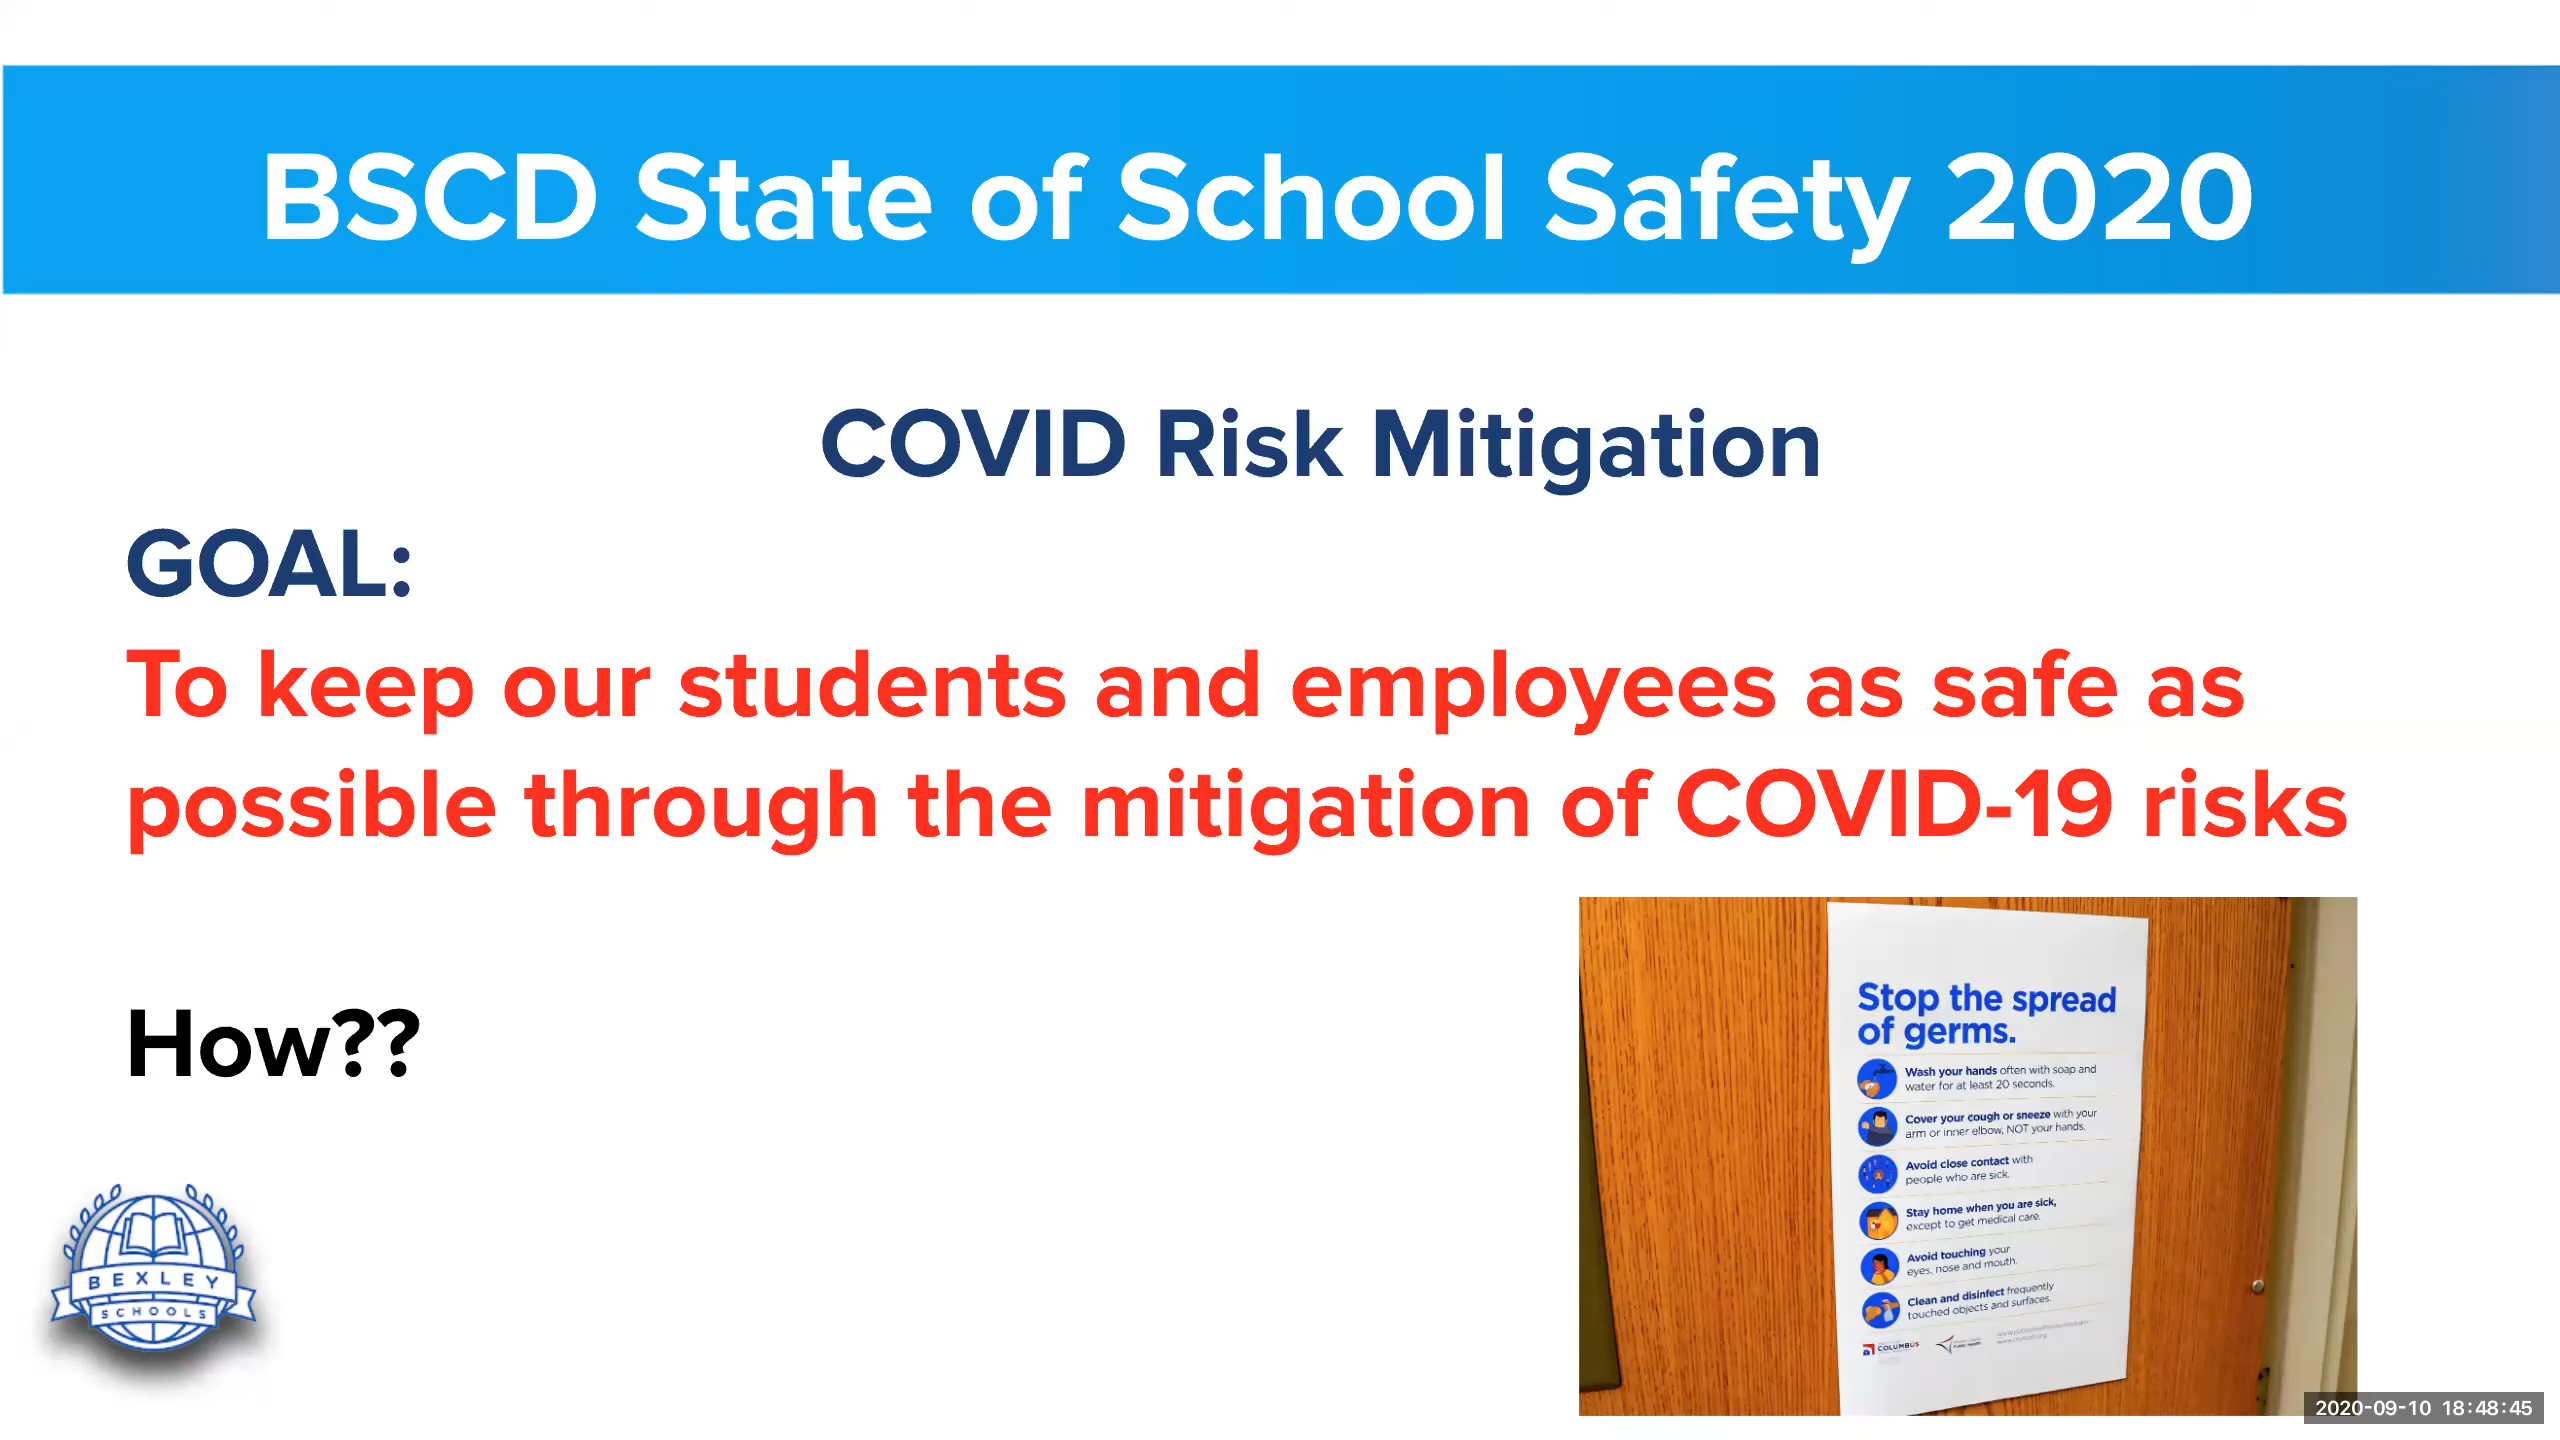 BSCD State of School Safety 2020
COVID Risk Mitigation
GOAL:
To keep our students and employees as safe as
possible through the mitigation of COVID-19 risks
How??
Stop the spread
of germs.
Wash your hands often with soap and
water for at least 20 seconds.
Cover your cough or sneeze with your
arm or inner elbow, NOT your hands.
Avoid close contact with
people who are sick.
Stay home when you are sick,
except to get medical care.
Avoid touching your
eyes, nose and mouth.
Clean and disinfect frequently
touched objects and surfaces.
COLUMBUS
Public Health
BEXLEY
SCHOOLS
2020-09-10 18:48:45